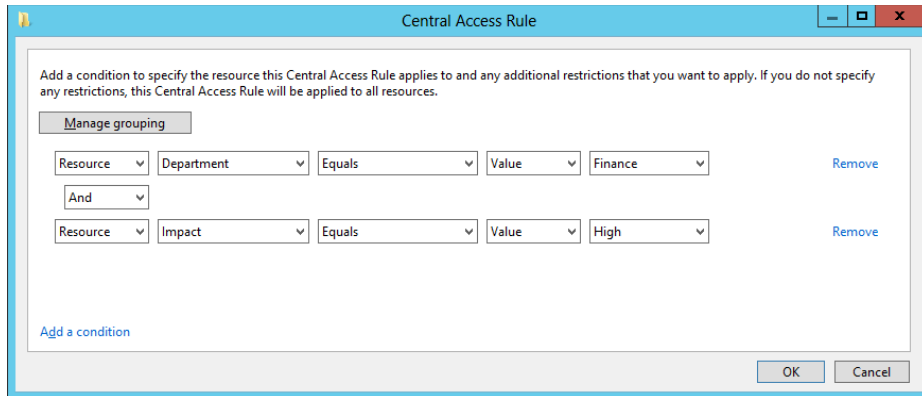 Central Access Rule
Add a condition to specify the resource this Central Access Rule applies to and any additional restrictions that you want to apply. If you do not specify
any restrictions, this Central Access Rule will be applied to all resources.
Manage grouping
Resource Department Equals Value Finance Remove
And
Resource Impact Equals Value High Remove
Add a condition
OK Cancel